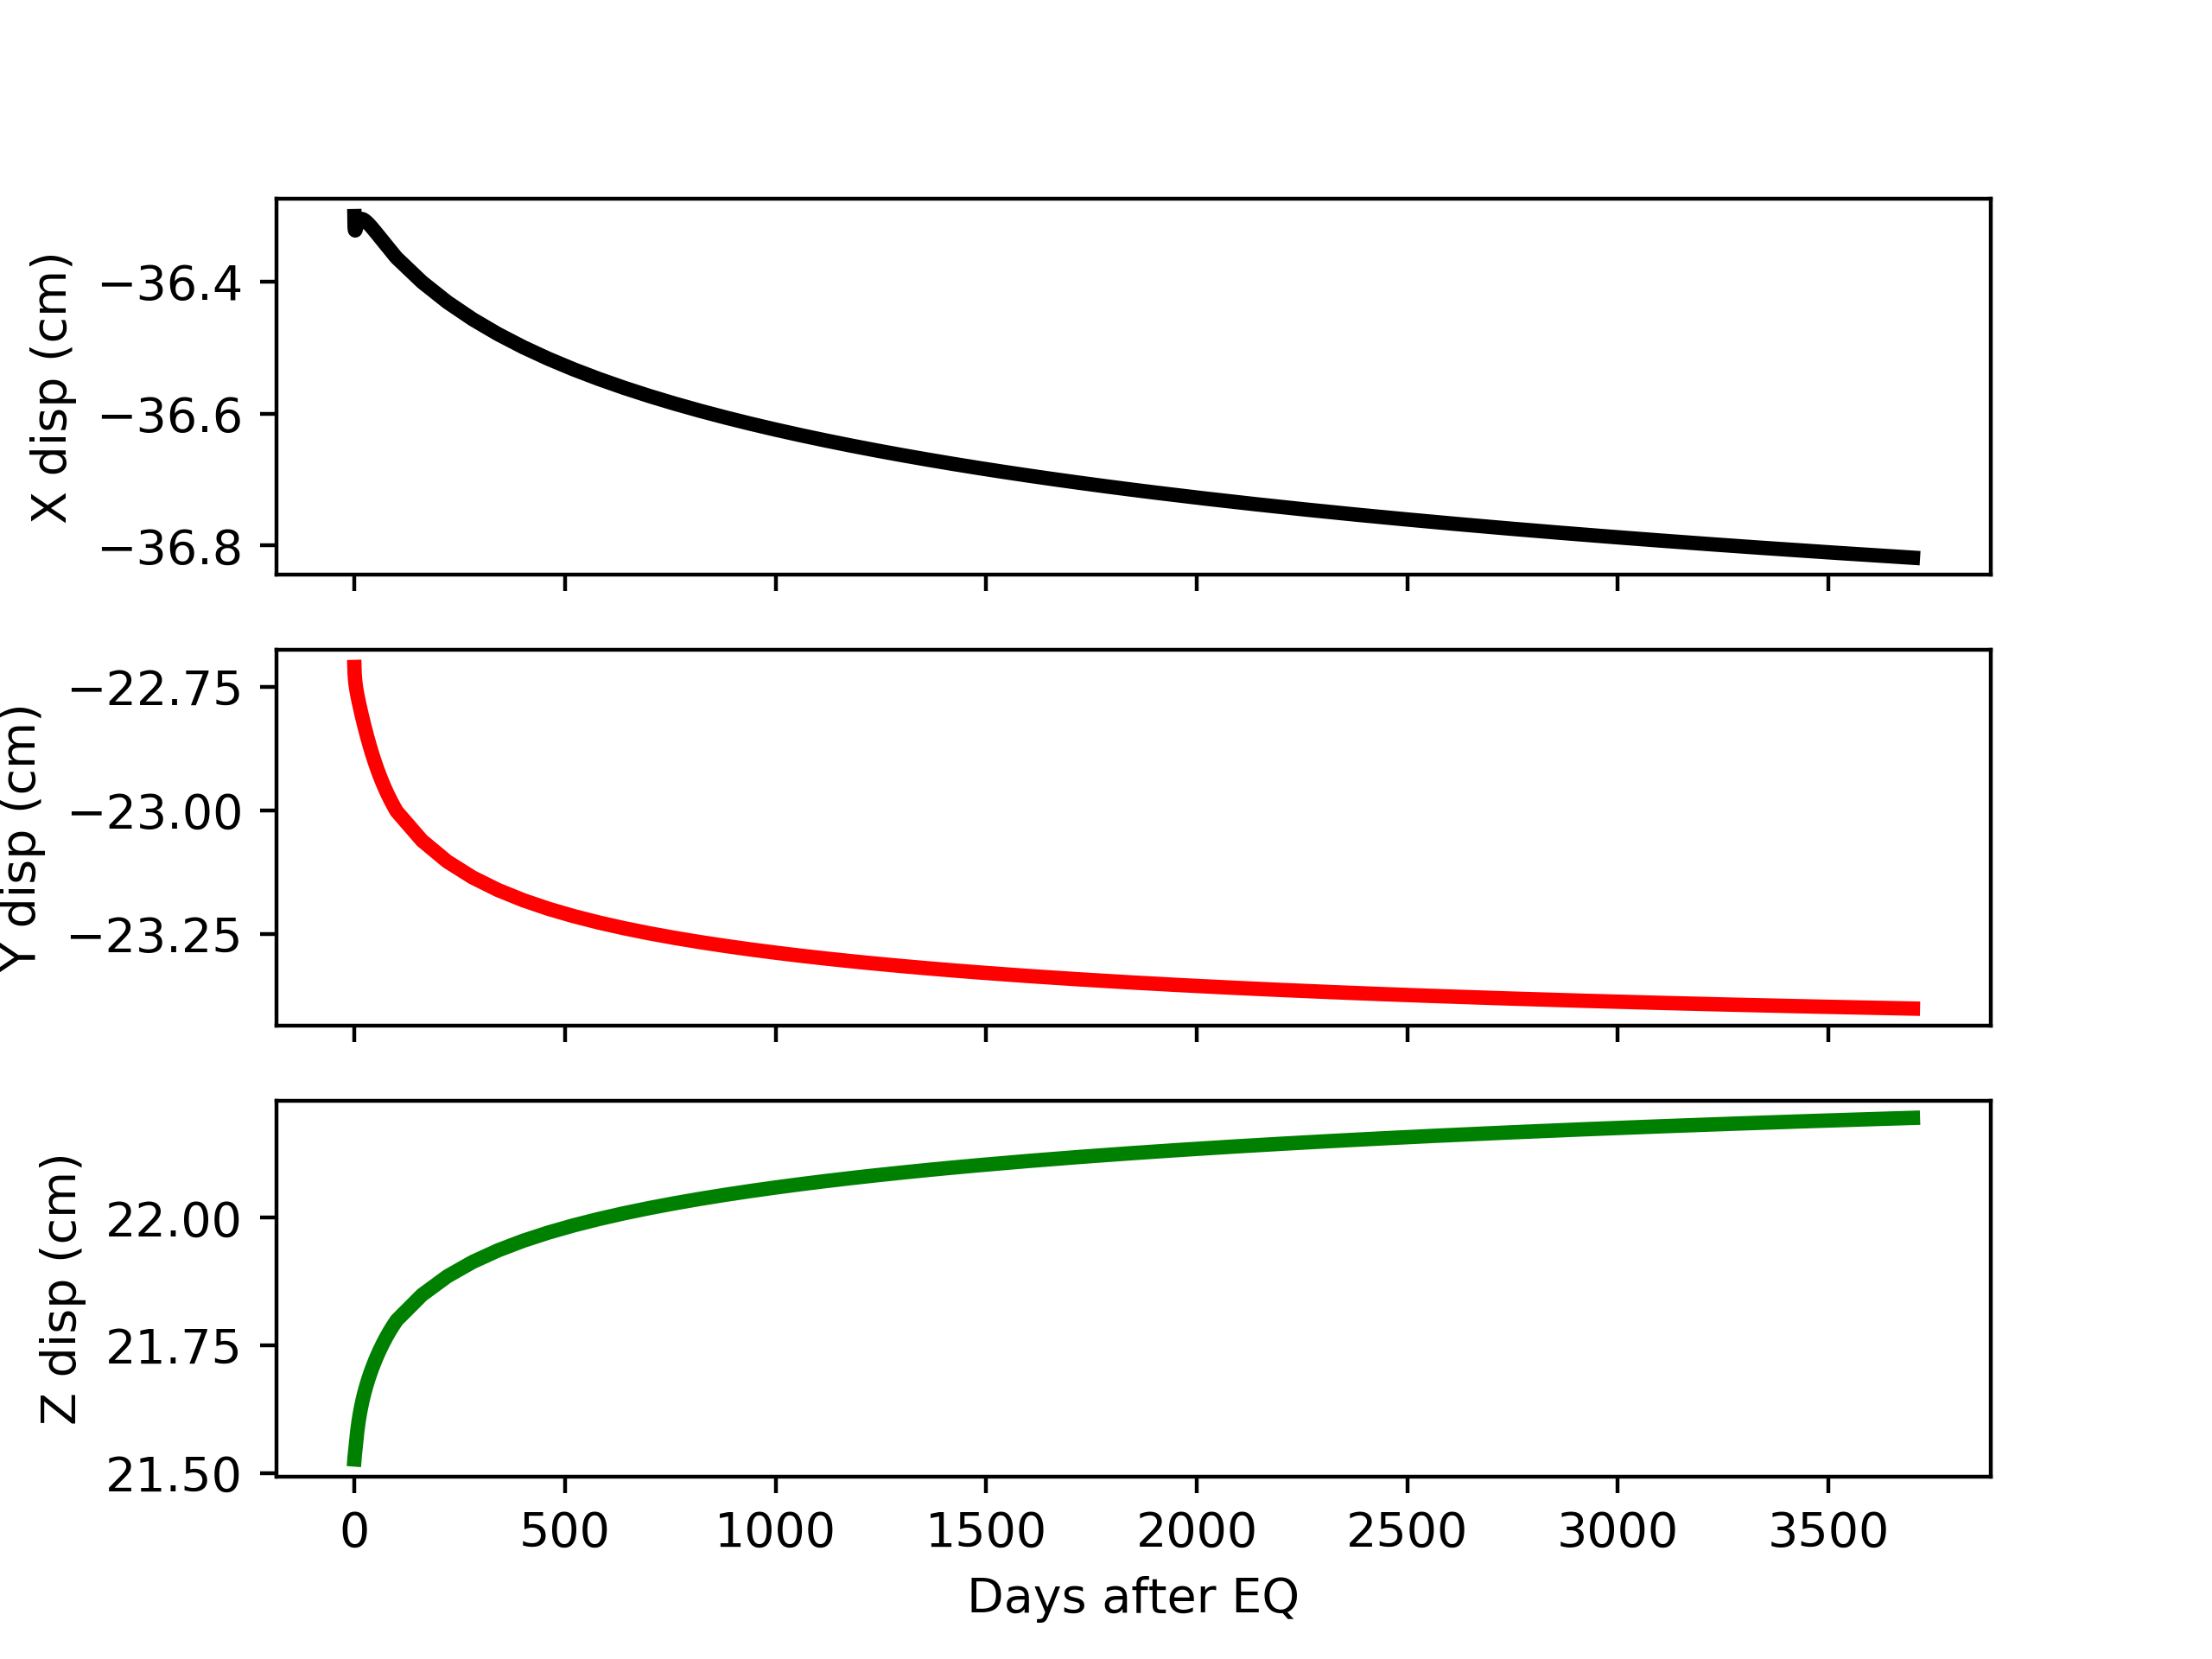 X disp (cm)
−36.4
−36.6
−36.8
Y disp (cm)
−22.75
−23.00
−23.25
Z disp (cm)
22.00
21.75
21.50
0 500 1000 1500 2000 2500 3000 3500
Days after EQ